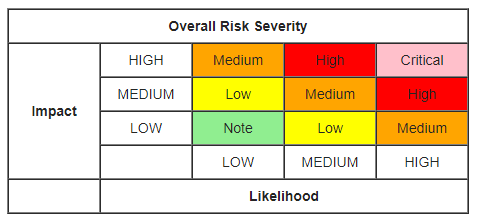 Overall Risk Severity
HIGH Medium High Critical
MEDIUM Low Medium High
Impact
LOW Note Low Medium
LOW MEDIUM HIGH
Likelihood